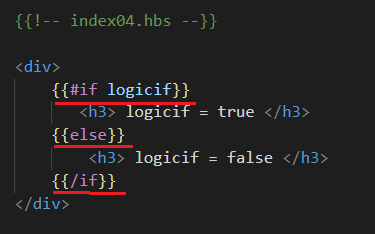 {{!-- index04.hbs --}}
<div>
{{#if logicif}}
<h3> logicif = true </h3>
{{else}}
<h3> logicif = false </h3>
{{/if}}
</div>